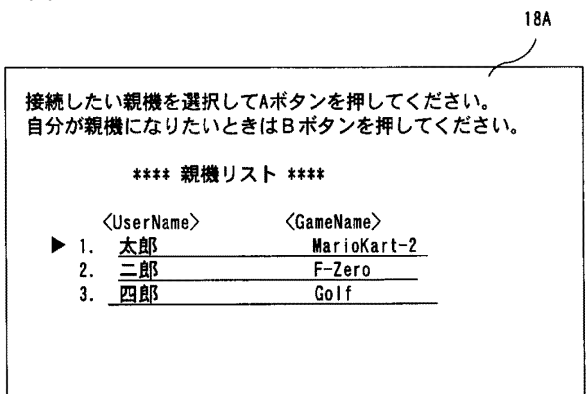 18A
接続したい親機を選択してAボタンを押してください。
自分が親機になりたいときはBボタンを押してください。
**** 親機リスト ****
<UserName> <GameName>
▶ 1. 太郎 MarioKart-2
2. 二郎 F-Zero
3. 四郎 Golf